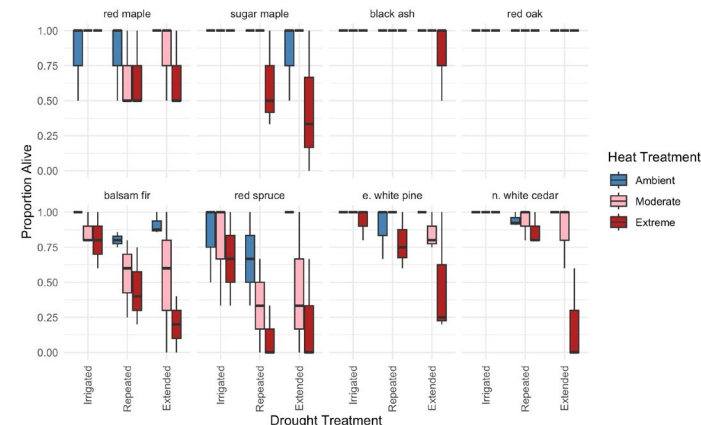 red maple sugar maple black ash red oak
1.00
0.75
0.50
0.25
0.00
Proportion Alive
balsam fir red spruce e. white pine n. white cedar
1.00
0.75
0.50
0.25
0.00
Irrigated Repeated Extended Irrigated Repeated Extended Irrigated Repeated Extended Irrigated Repeated Extended
Drought Treatment
Heat Treatment
Ambient
Moderate
Extreme